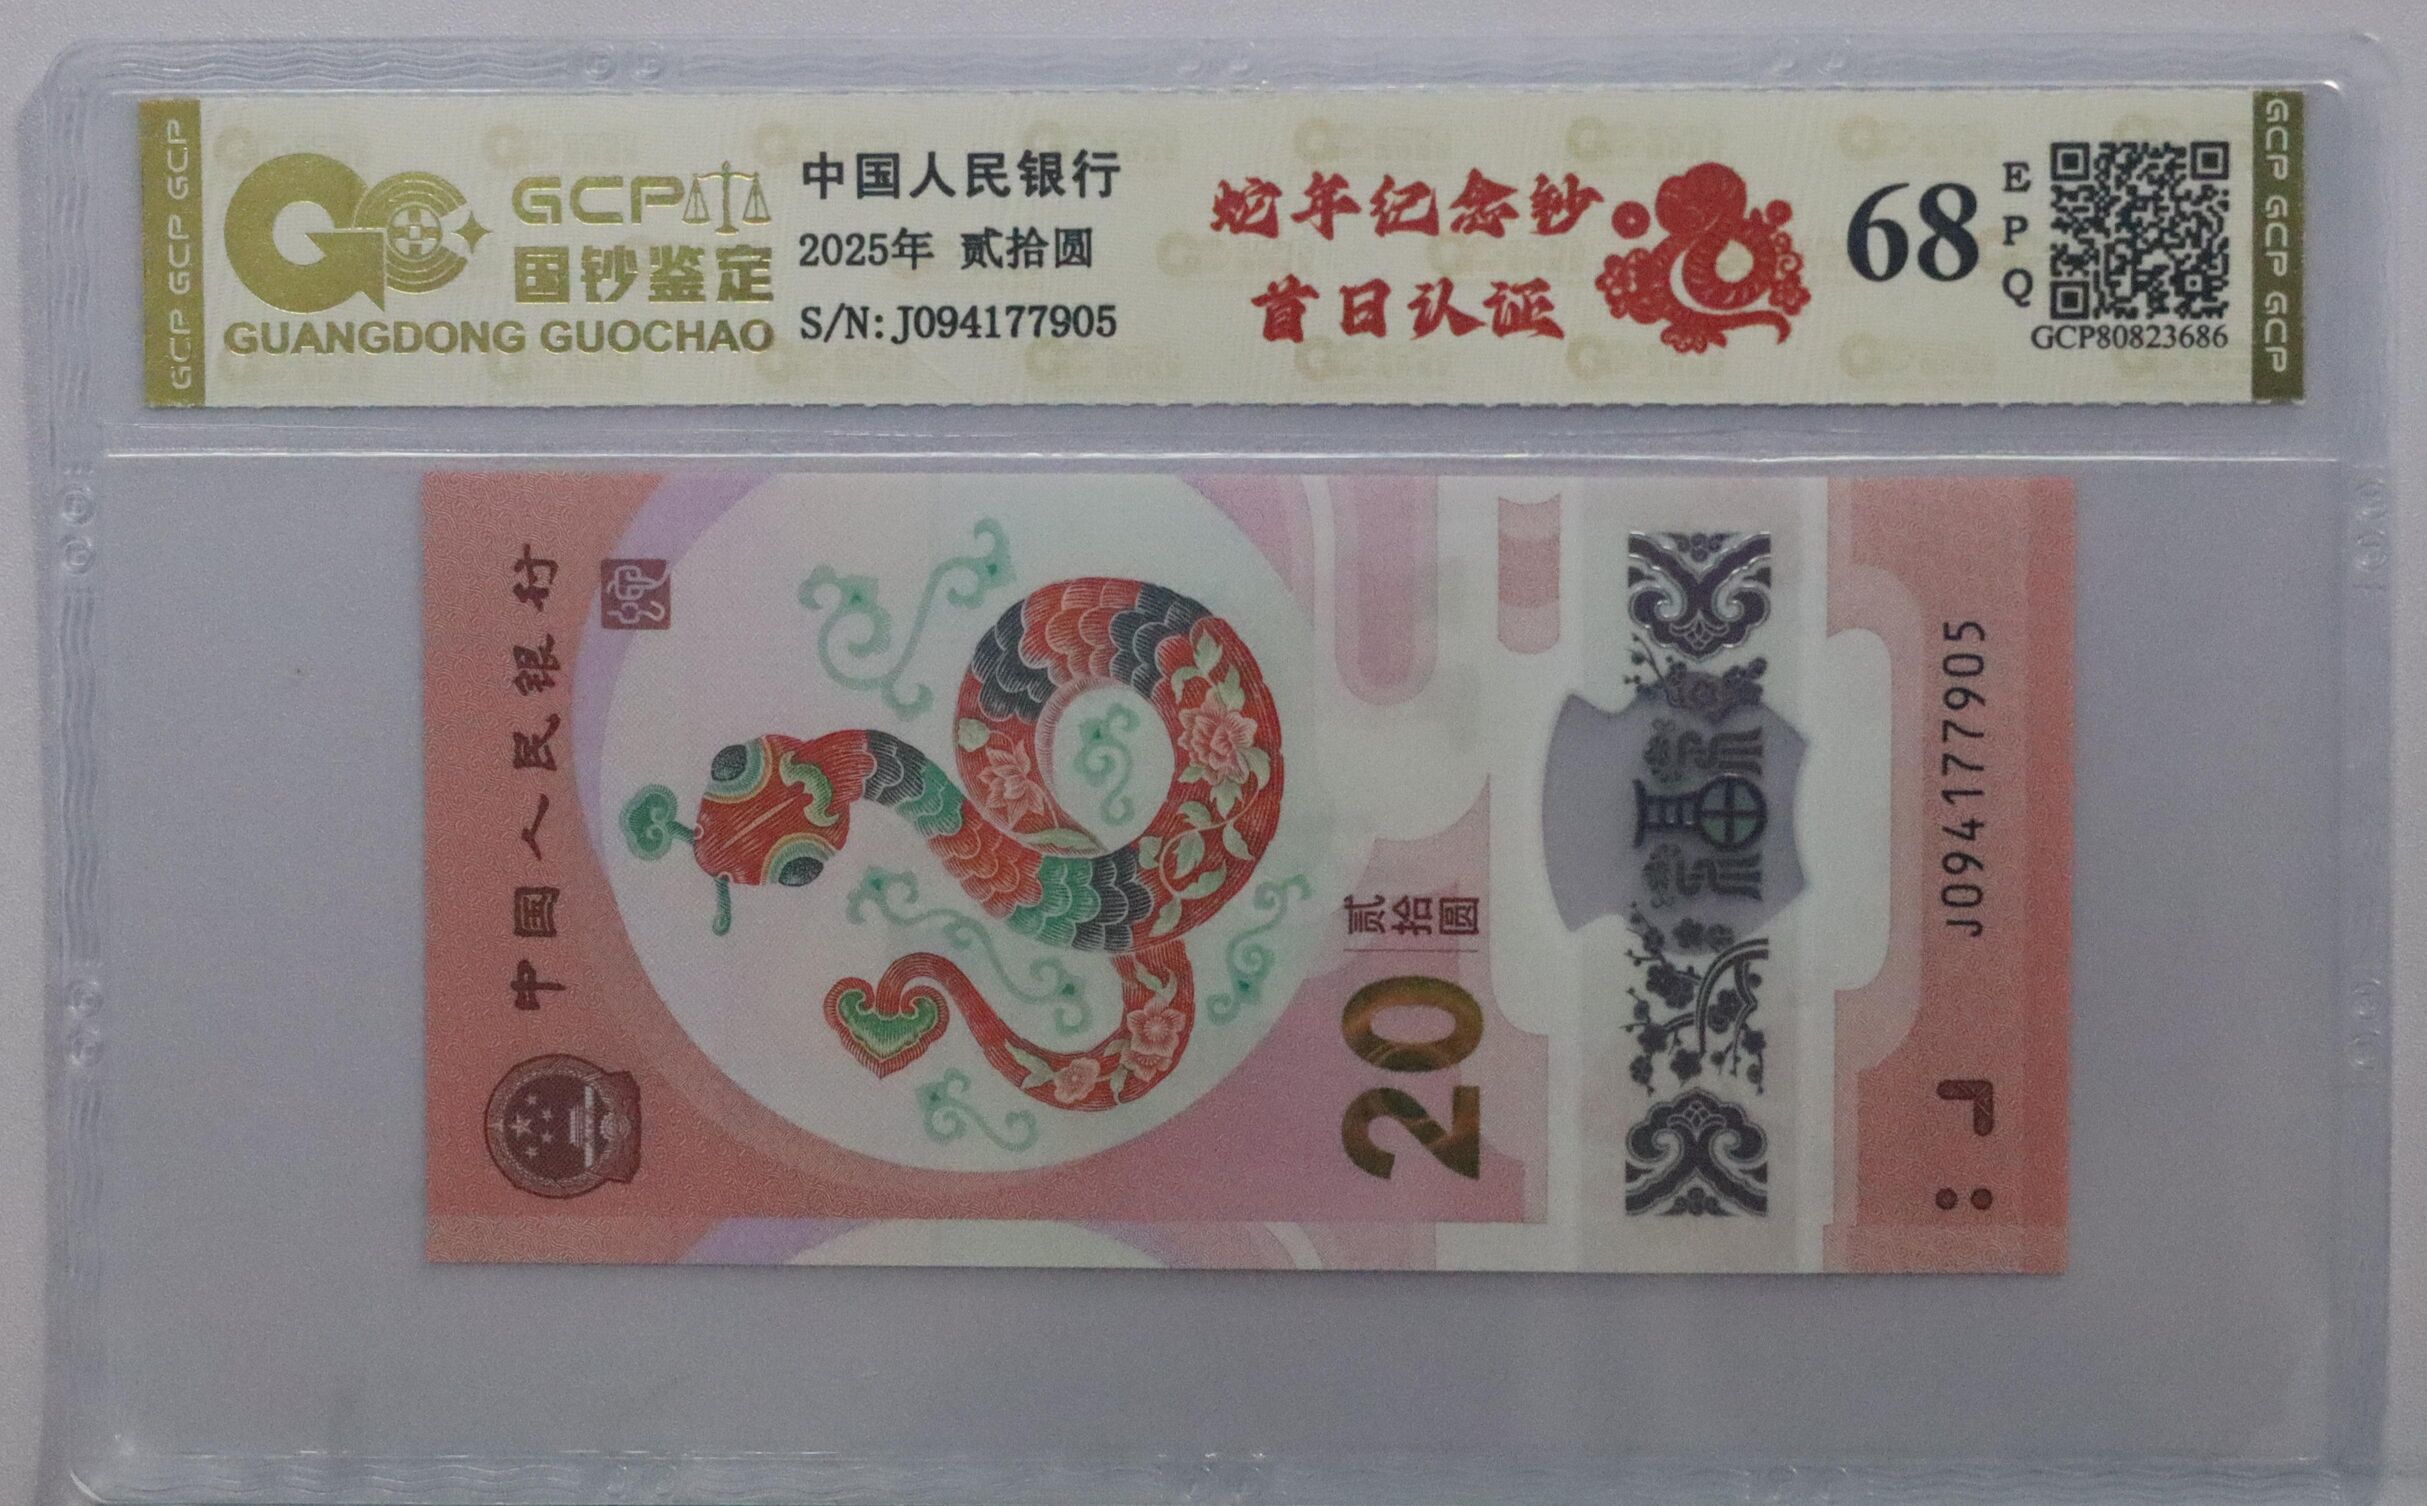 GCP GCP GCP
GCP
国钞鉴定
GUANGDONG GUOCHAO
中国人民银行
2025年 贰拾圆
S/N: J094177905
蛇年纪念钞
首日认证
68
EPQ
GCP80823686
GCP GCP GCP
中国人民银行
20
贰拾圆
福
J094177905